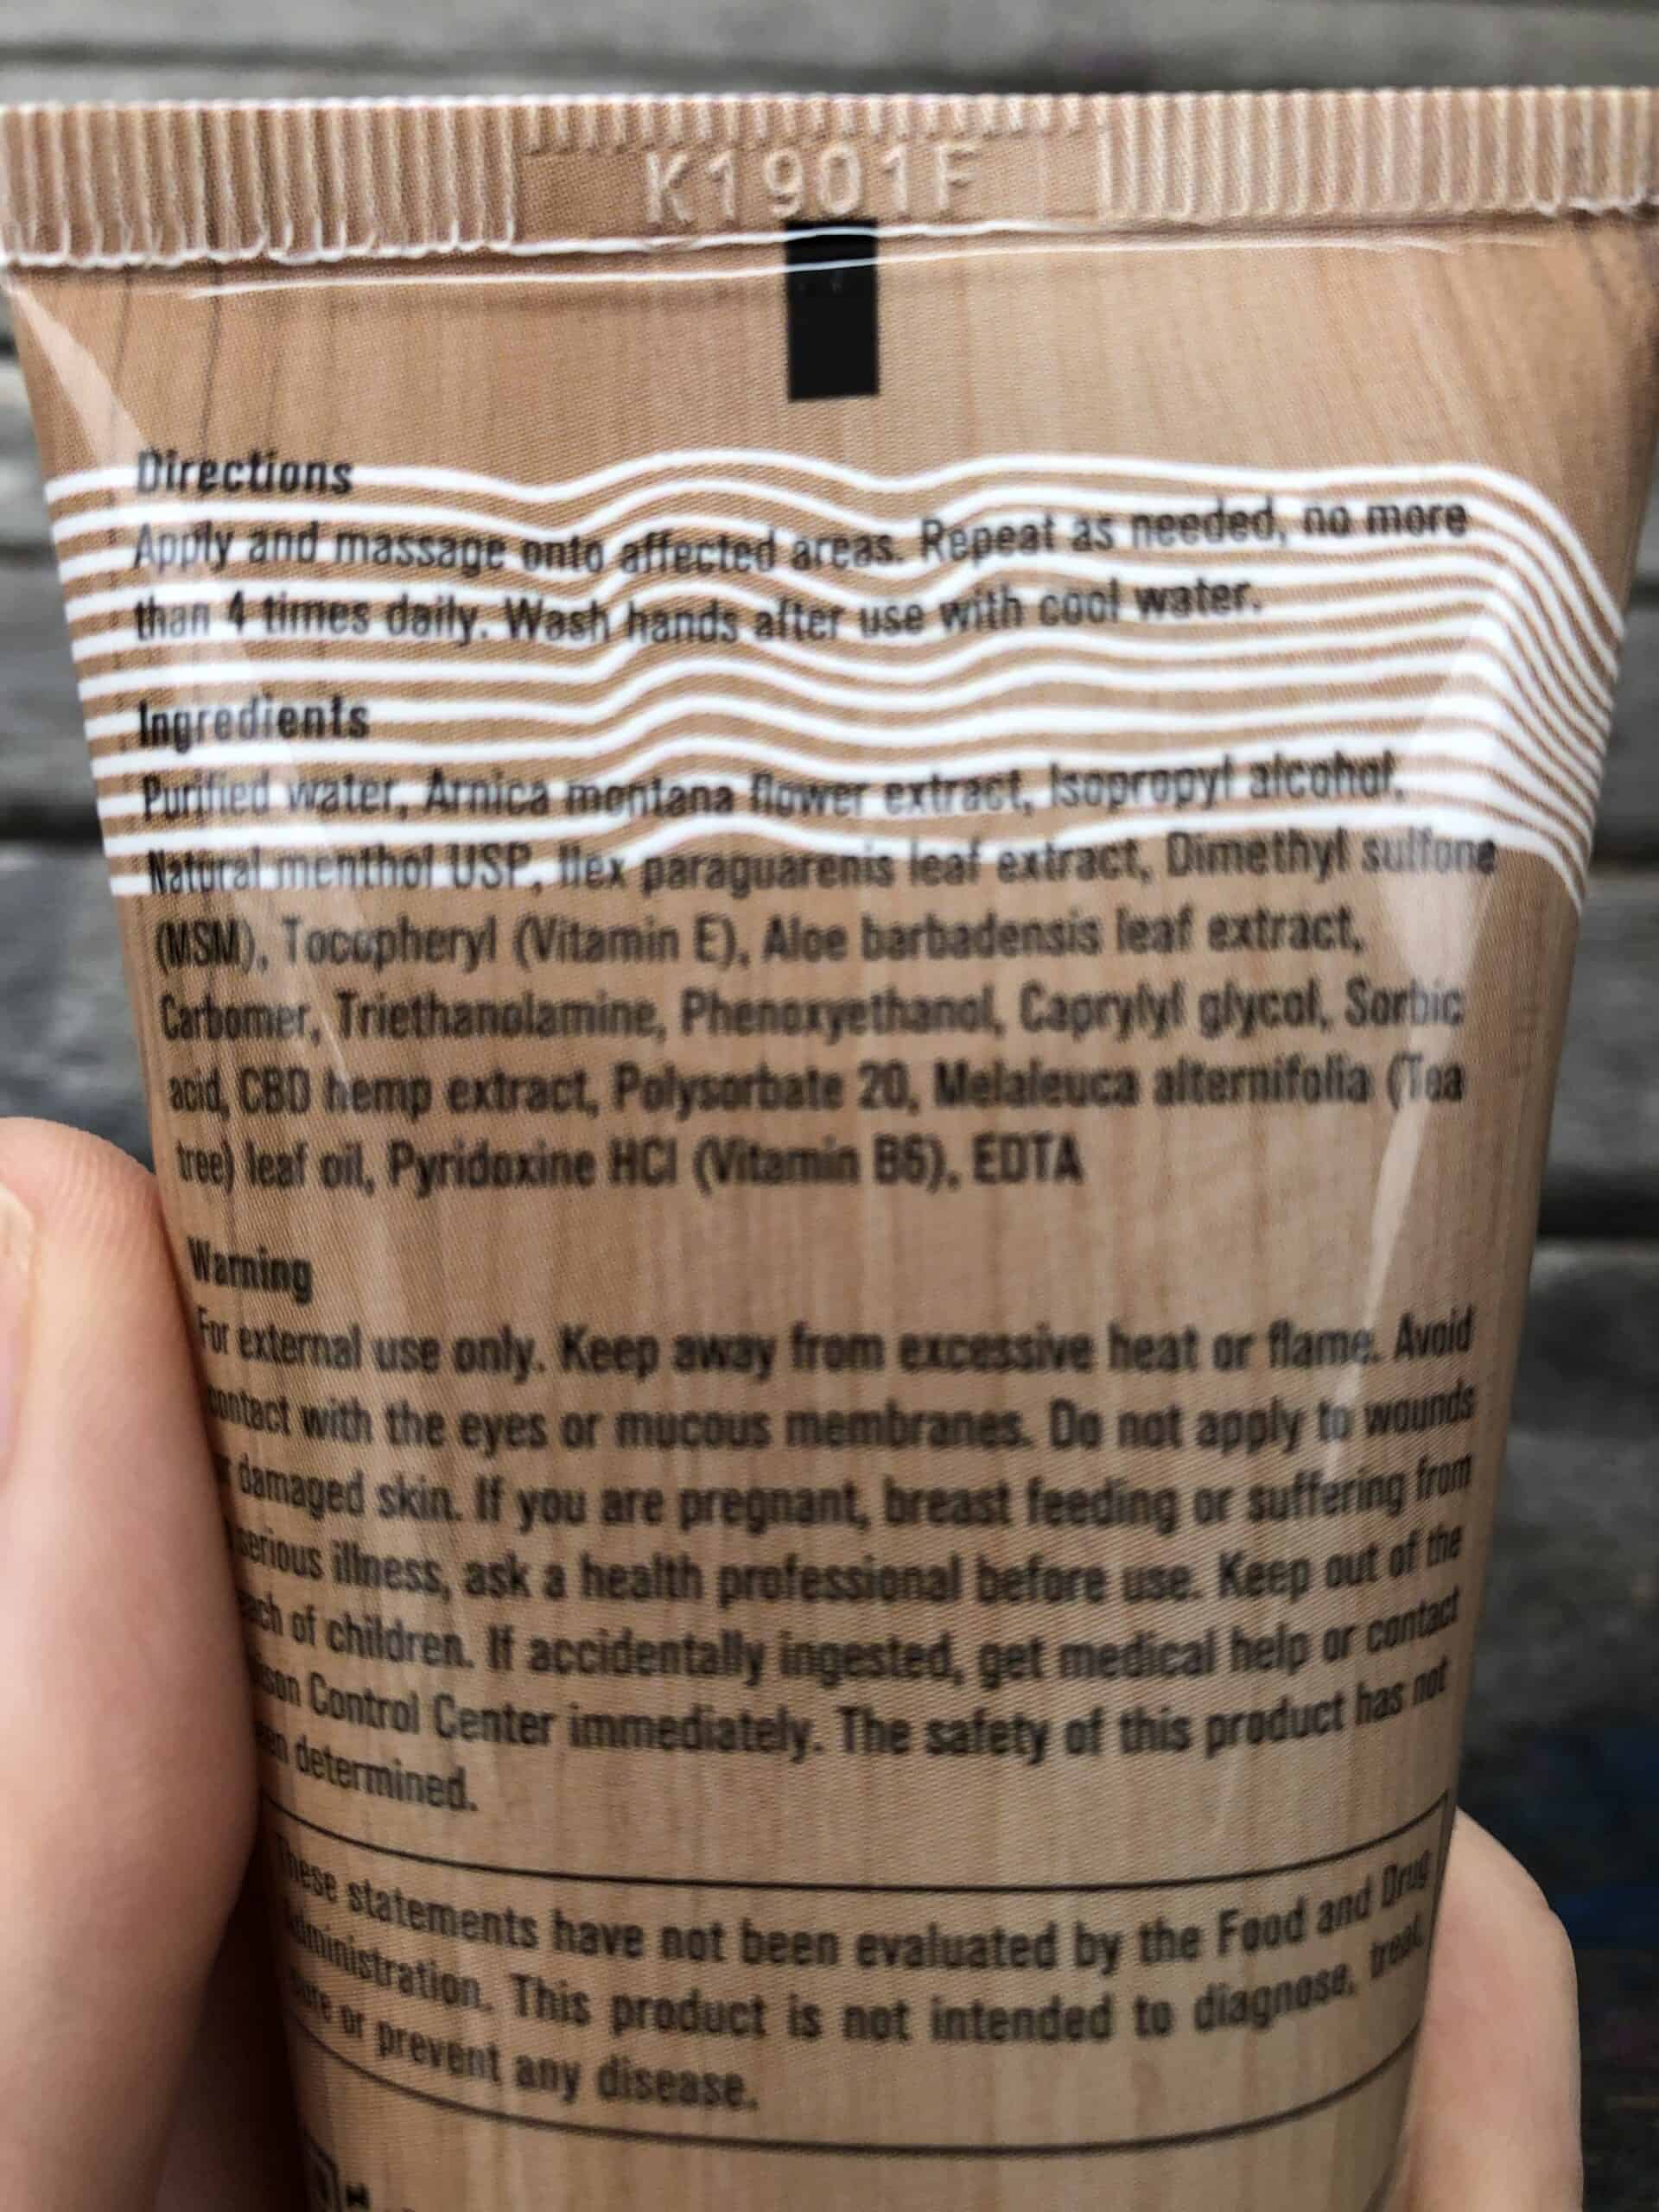 K1901F
Directions
Apply and massage onto affected areas. Repeat as needed, no more
than 4 times daily. Wash hands after use with cool water.
Ingredients
Purified water, Arnica montana flower extract, Isopropyl alcohol,
Natural menthol USP, Ilex paraguarenis leaf extract, Dimethyl sulfone
(MSM), Tocopheryl (Vitamin E), Aloe barbadensis leaf extract,
Carbomer, Triethanolamine, Phenoxyethanol, Caprylyl glycol, Sorbic
acid, CBD hemp extract, Polysorbate 20, Melaleuca alternifolia (Tea
tree) leaf oil, Pyridoxine HCl (Vitamin B6), EDTA
Warning
For external use only. Keep away from excessive heat or flame. Avoid
contact with the eyes or mucous membranes. Do not apply to wounds
damaged skin. If you are pregnant, breast feeding or suffering from
serious illness, ask a health professional before use. Keep out of the
of children. If accidentally ingested, get medical help or contact
Control Center immediately. The safety of this product has not
determined.
These statements have not been evaluated by the Food and Drug
Administration. This product is not intended to diagnose, treat,
cure or prevent any disease.